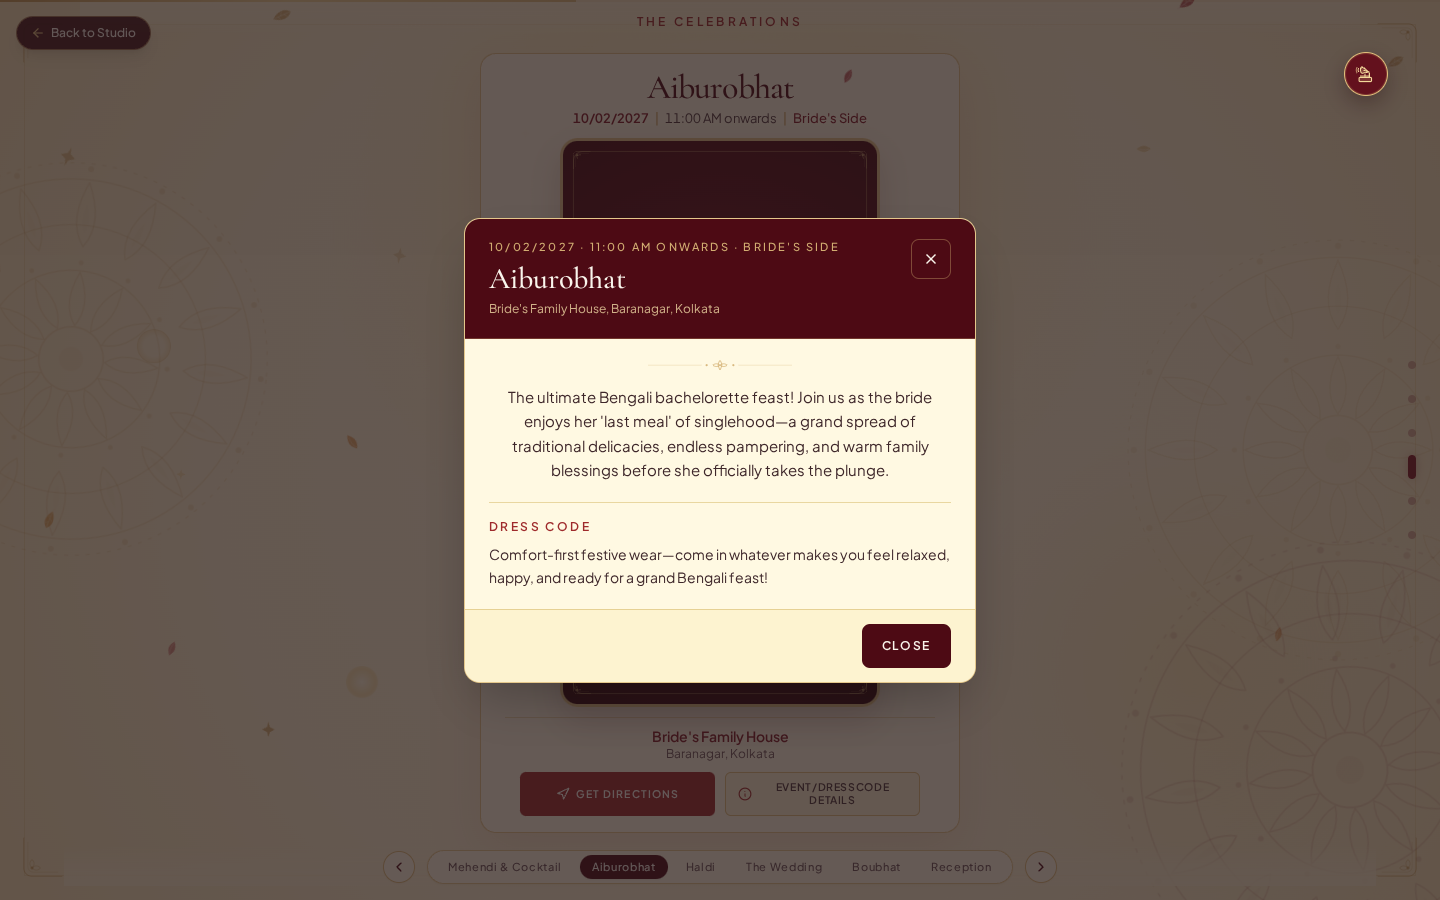 THE CELEBRATIONS
Back to Studio
Aiburobhat
10/02/2027 | 11:00 AM onwards | Bride's Side
10/02/2027 · 11:00 AM ONWARDS · BRIDE'S SIDE
Aiburobhat
Bride's Family House, Baranagar, Kolkata
The ultimate Bengali bachelorette feast! Join us as the bride
enjoys her 'last meal' of singlehood—a grand spread of
traditional delicacies, endless pampering, and warm family
blessings before she officially takes the plunge.
DRESS CODE
Comfort-first festive wear—come in whatever makes you feel relaxed,
happy, and ready for a grand Bengali feast!
CLOSE
Bride's Family House
Baranagar, Kolkata
GET DIRECTIONS
EVENT/DRESSCODE
DETAILS
Mehendi & Cocktail Aiburobhat Haldi The Wedding Boubhat Reception